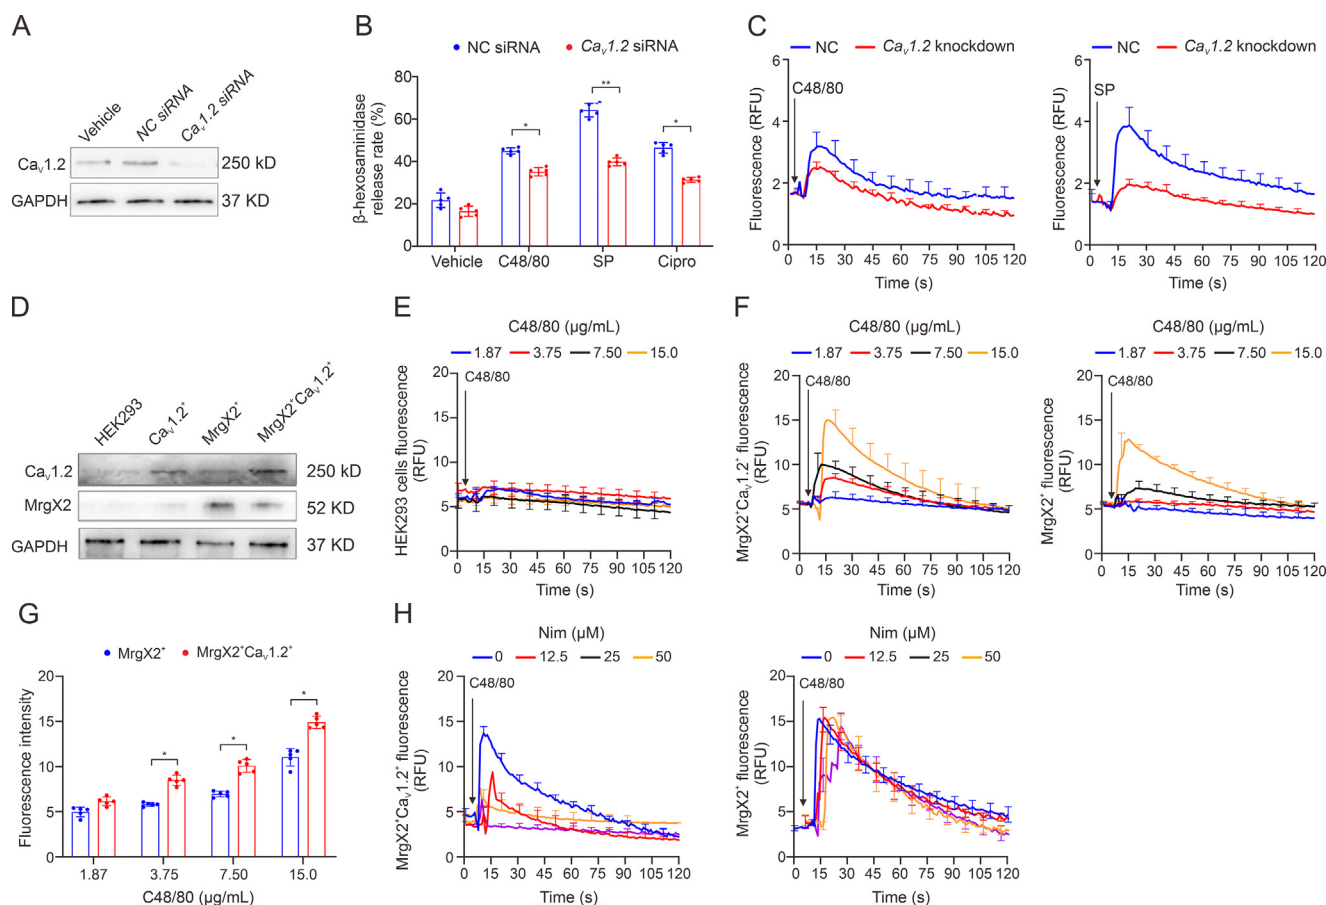 A
Vehicle
NC siRNA
Caᵥ1.2 siRNA
Caᵥ1.2
250 kD
GAPDH
37 KD
B
NC siRNA
Caᵥ1.2 siRNA
β-hexosaminidase
release rate (%)
80
60
40
20
0
*
**
*
Vehicle
C48/80
SP
Cipro
C
NC
Caᵥ1.2 knockdown
Fluorescence (RFU)
6
4
2
0
C48/80
0 15 30 45 60 75 90 105 120
Time (s)
NC
Caᵥ1.2 knockdown
Fluorescence (RFU)
6
4
2
0
SP
0 15 30 45 60 75 90 105 120
Time (s)
D
HEK293
Caᵥ1.2⁺
MrgX2⁺
MrgX2⁺Caᵥ1.2⁺
Caᵥ1.2
250 kD
MrgX2
52 KD
GAPDH
37 KD
E
C48/80 (µg/mL)
1.87 3.75 7.50 15.0
HEK293 cells fluorescence
(RFU)
20
15
10
5
0
C48/80
0 15 30 45 60 75 90 105 120
Time (s)
F
C48/80 (µg/mL)
1.87 3.75 7.50 15.0
MrgX2⁺Caᵥ1.2⁺ fluorescence
(RFU)
20
15
10
5
0
C48/80
0 15 30 45 60 75 90 105 120
Time (s)
C48/80 (µg/mL)
1.87 3.75 7.50 15.0
MrgX2⁺ fluorescence
(RFU)
20
15
10
5
0
C48/80
0 15 30 45 60 75 90 105 120
Time (s)
G
MrgX2⁺
MrgX2⁺Caᵥ1.2⁺
Fluorescence intensity
20
15
10
5
0
*
*
*
1.87 3.75 7.50 15.0
C48/80 (µg/mL)
H
Nim (µM)
0 12.5 25 50
MrgX2⁺Caᵥ1.2⁺ fluorescence
(RFU)
20
15
10
5
0
C48/80
0 15 30 45 60 75 90 105 120
Time (s)
MrgX2⁺ fluorescence
(RFU)
20
15
10
5
0
C48/80
0 15 30 45 60 75 90 105 120
Time (s)